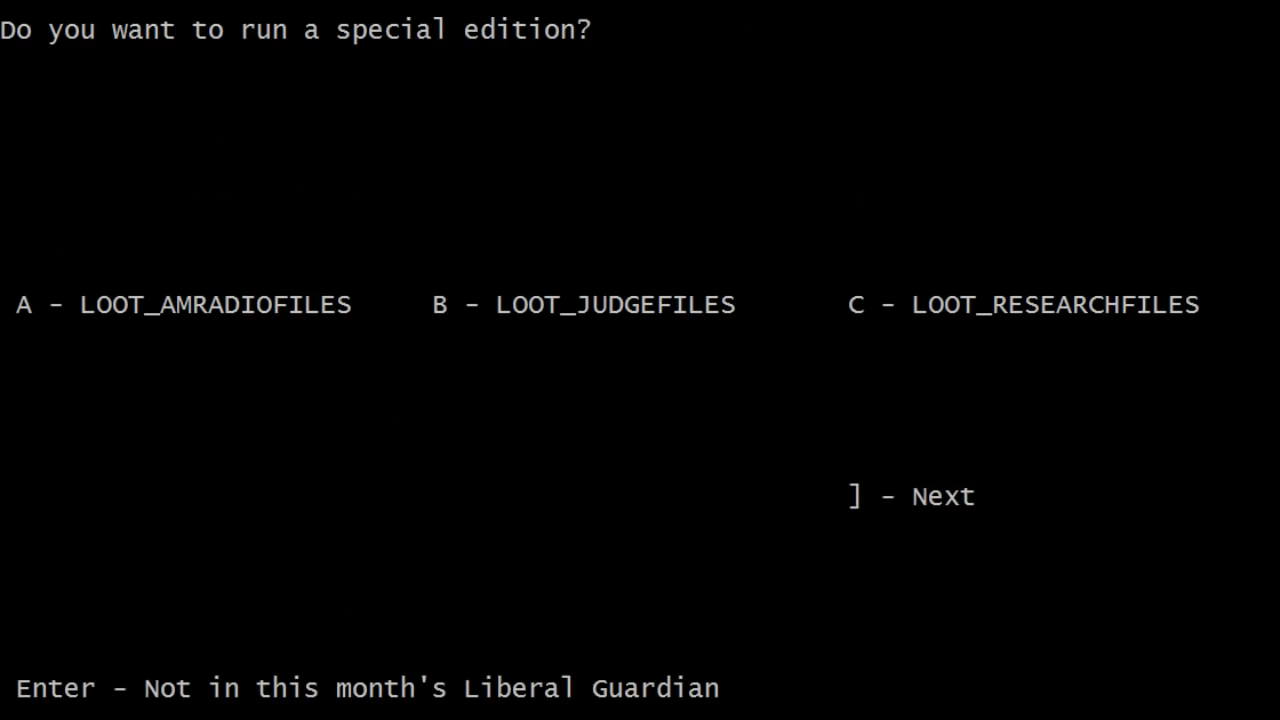 Do you want to run a special edition?
A - LOOT_AMRADIOFILES B - LOOT_JUDGEFILES C - LOOT_RESEARCHFILES
] - Next
Enter - Not in this month's Liberal Guardian